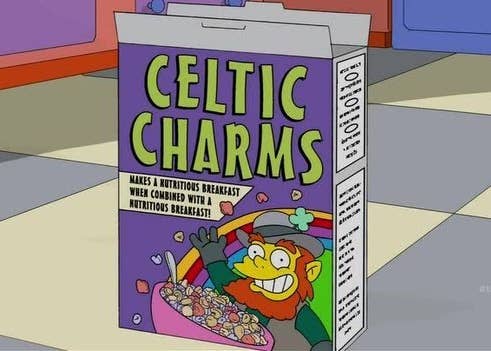 CELTIC
CHARMS
MAKES A NUTRITIOUS BREAKFAST
WHEN COMBINED WITH A
NUTRITIOUS BREAKFAST!